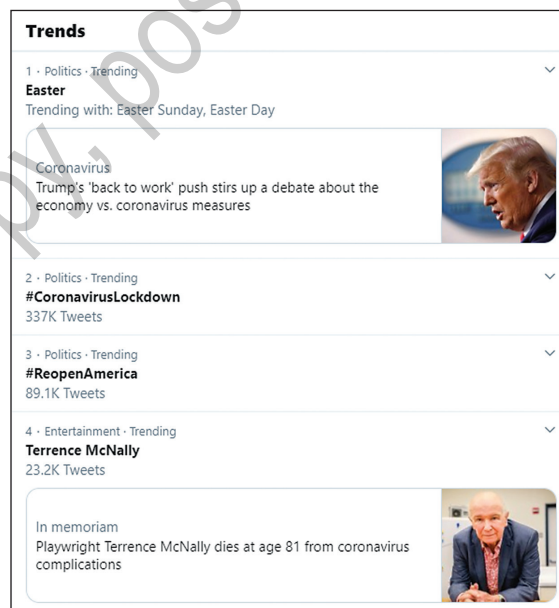 Trends
1 · Politics · Trending
Easter
Trending with: Easter Sunday, Easter Day
Coronavirus
Trump's 'back to work' push stirs up a debate about the
economy vs. coronavirus measures
2 · Politics · Trending
#CoronavirusLockdown
337K Tweets
3 · Politics · Trending
#ReopenAmerica
89.1K Tweets
4 · Entertainment · Trending
Terrence McNally
23.2K Tweets
In memoriam
Playwright Terrence McNally dies at age 81 from coronavirus
complications